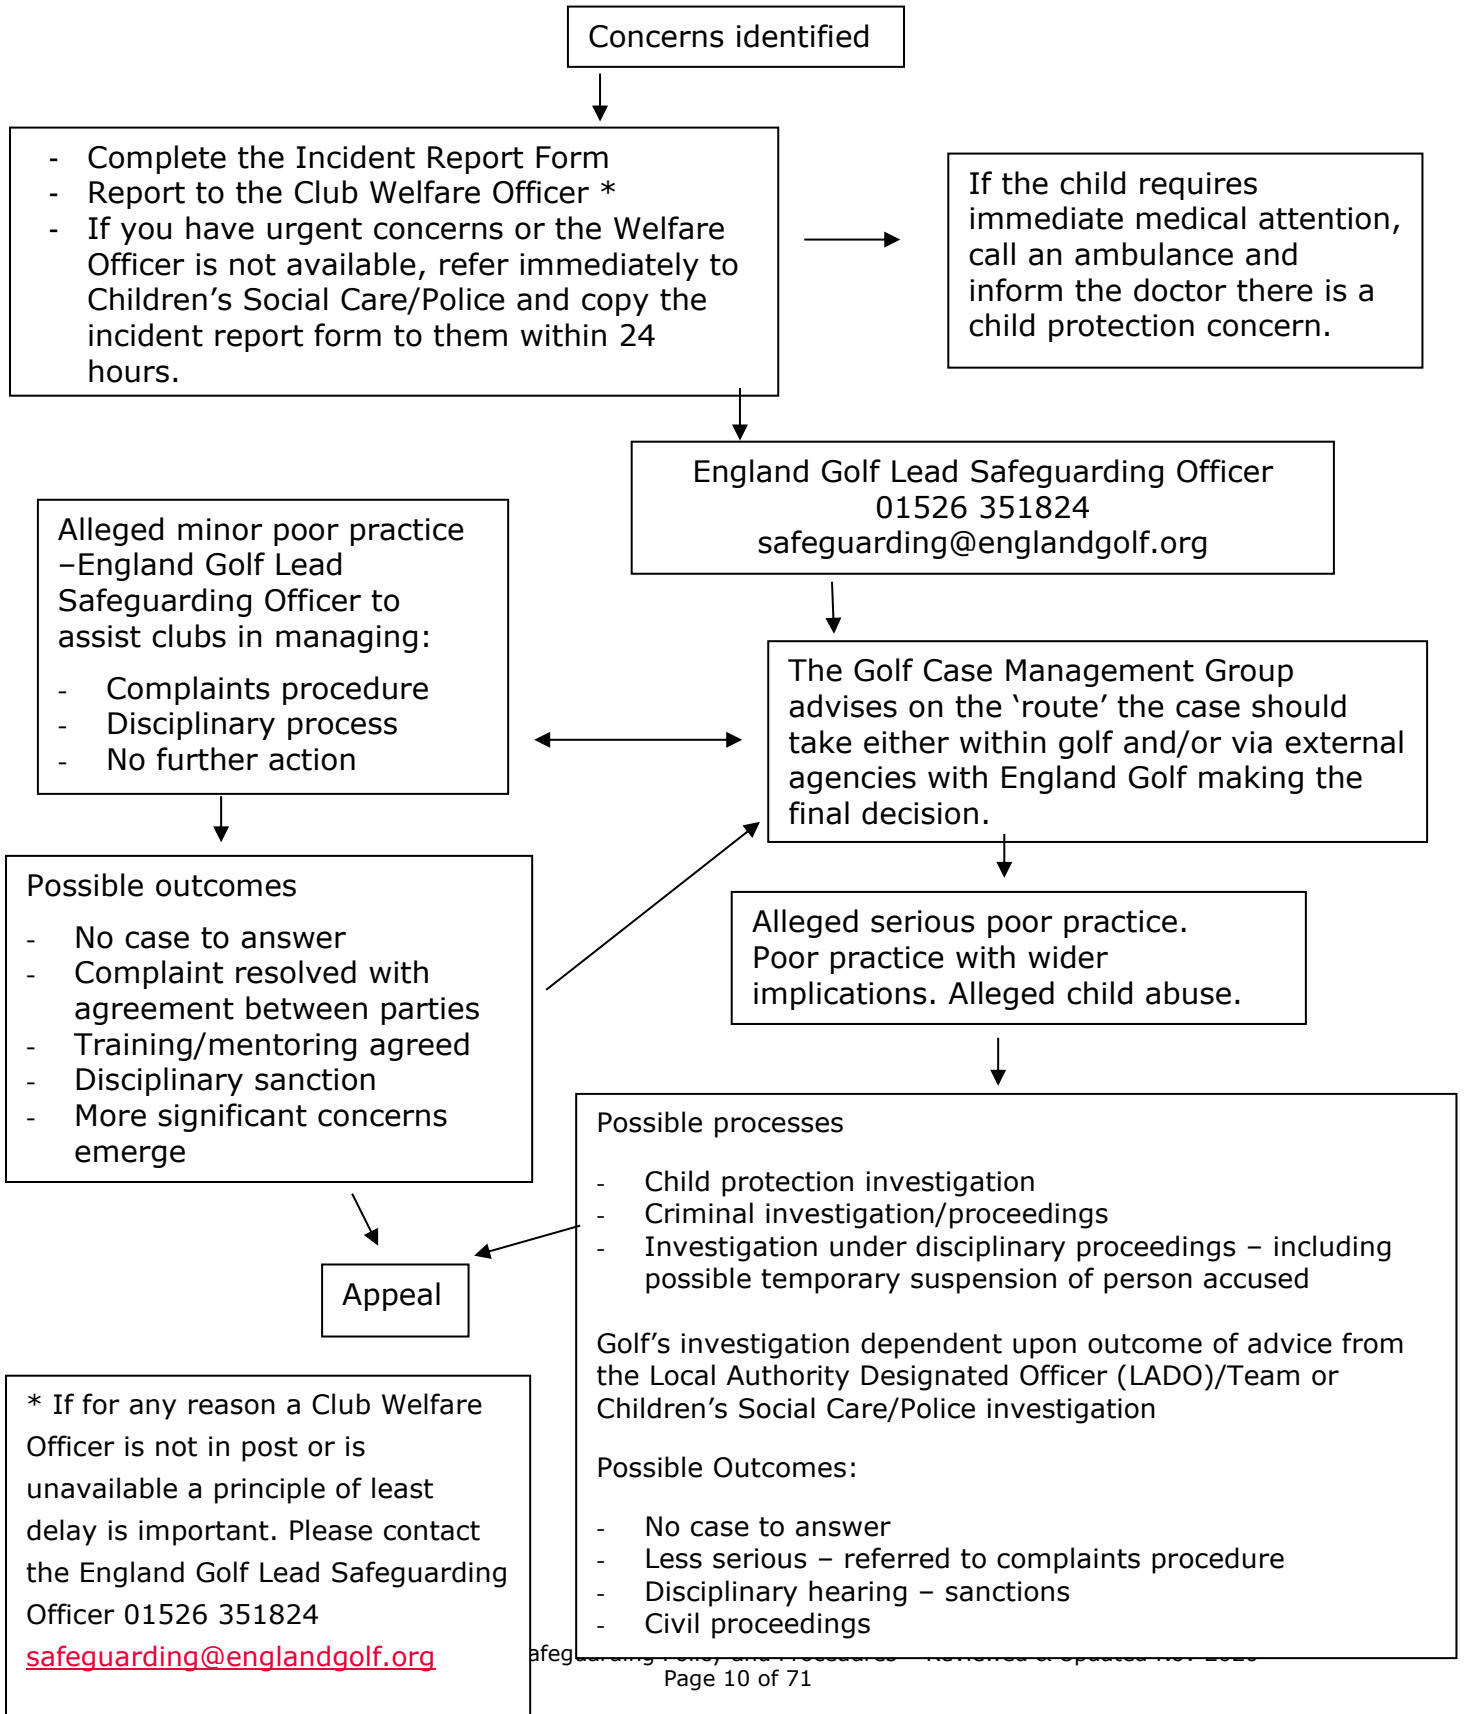 Concerns identified
- Complete the Incident Report Form
- Report to the Club Welfare Officer *
- If you have urgent concerns or the Welfare
Officer is not available, refer immediately to
Children’s Social Care/Police and copy the
incident report form to them within 24
hours.
If the child requires
immediate medical attention,
call an ambulance and
inform the doctor there is a
child protection concern.
England Golf Lead Safeguarding Officer
01526 351824
safeguarding@englandgolf.org
Alleged minor poor practice
–England Golf Lead
Safeguarding Officer to
assist clubs in managing:
- Complaints procedure
- Disciplinary process
- No further action
The Golf Case Management Group
advises on the ‘route’ the case should
take either within golf and/or via external
agencies with England Golf making the
final decision.
Possible outcomes
- No case to answer
- Complaint resolved with
agreement between parties
- Training/mentoring agreed
- Disciplinary sanction
- More significant concerns
emerge
Alleged serious poor practice.
Poor practice with wider
implications. Alleged child abuse.
Possible processes
- Child protection investigation
- Criminal investigation/proceedings
- Investigation under disciplinary proceedings – including
possible temporary suspension of person accused
Golf’s investigation dependent upon outcome of advice from
the Local Authority Designated Officer (LADO)/Team or
Children’s Social Care/Police investigation
Possible Outcomes:
- No case to answer
- Less serious – referred to complaints procedure
- Disciplinary hearing – sanctions
- Civil proceedings
Appeal
* If for any reason a Club Welfare
Officer is not in post or is
unavailable a principle of least
delay is important. Please contact
the England Golf Lead Safeguarding
Officer 01526 351824
safeguarding@englandgolf.org
Policy and Procedures
Page 10 of 71